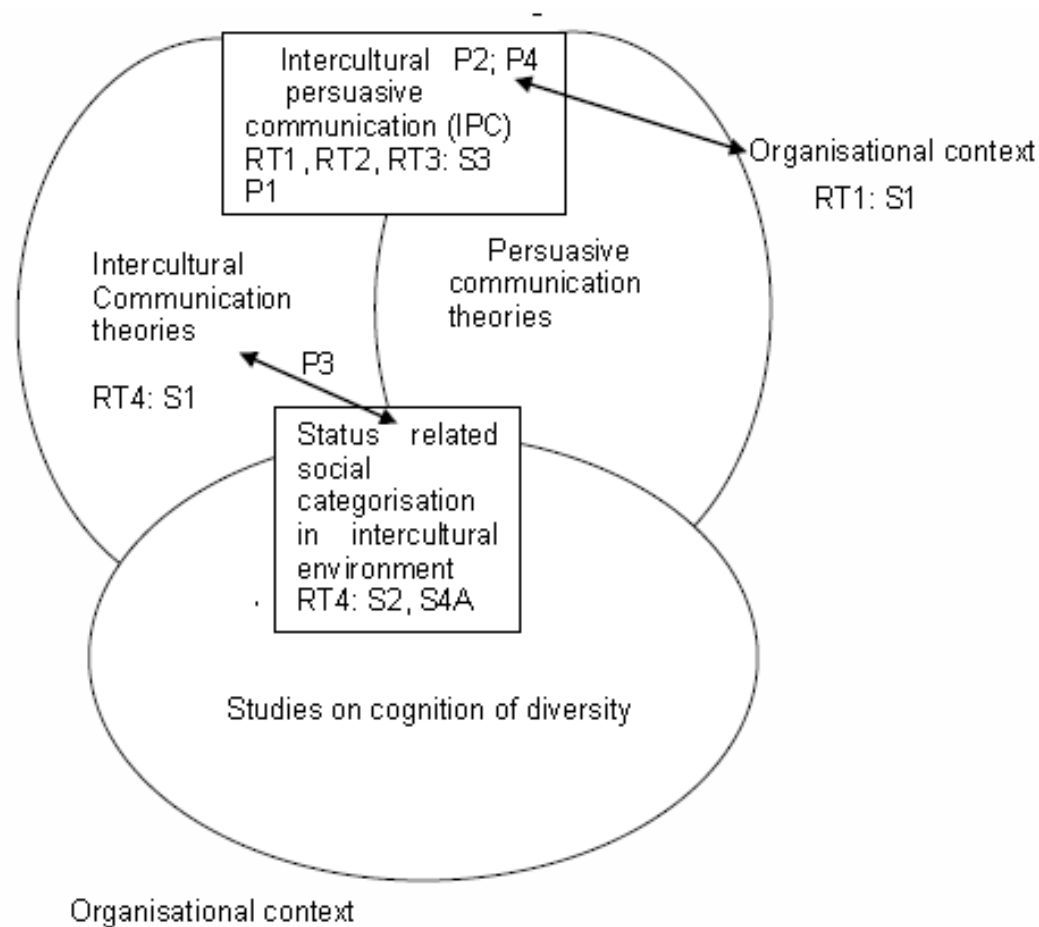 Intercultural P2; P4
persuasive
communication (IPC)
RT1, RT2, RT3: S3
P1
Organisational context
RT1: S1
Intercultural
Communication
theories
RT4: S1
Persuasive
communication
theories
P3
Status related
social
categorisation
in intercultural
environment
RT4: S2, S4A
Studies on cognition of diversity
Organisational context